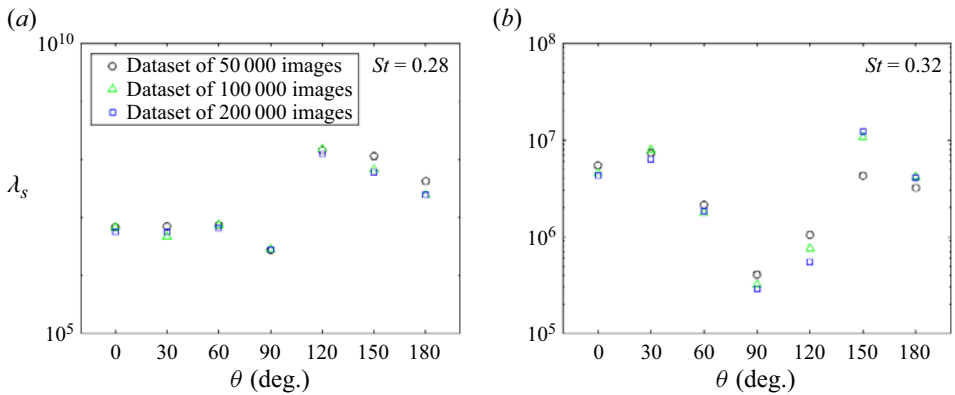 (a)
10^10
Dataset of 50 000 images
Dataset of 100 000 images
Dataset of 200 000 images
St = 0.28
λs
10^5
0 30 60 90 120 150 180
θ (deg.)
(b)
10^8
St = 0.32
10^7
10^6
10^5
0 30 60 90 120 150 180
θ (deg.)